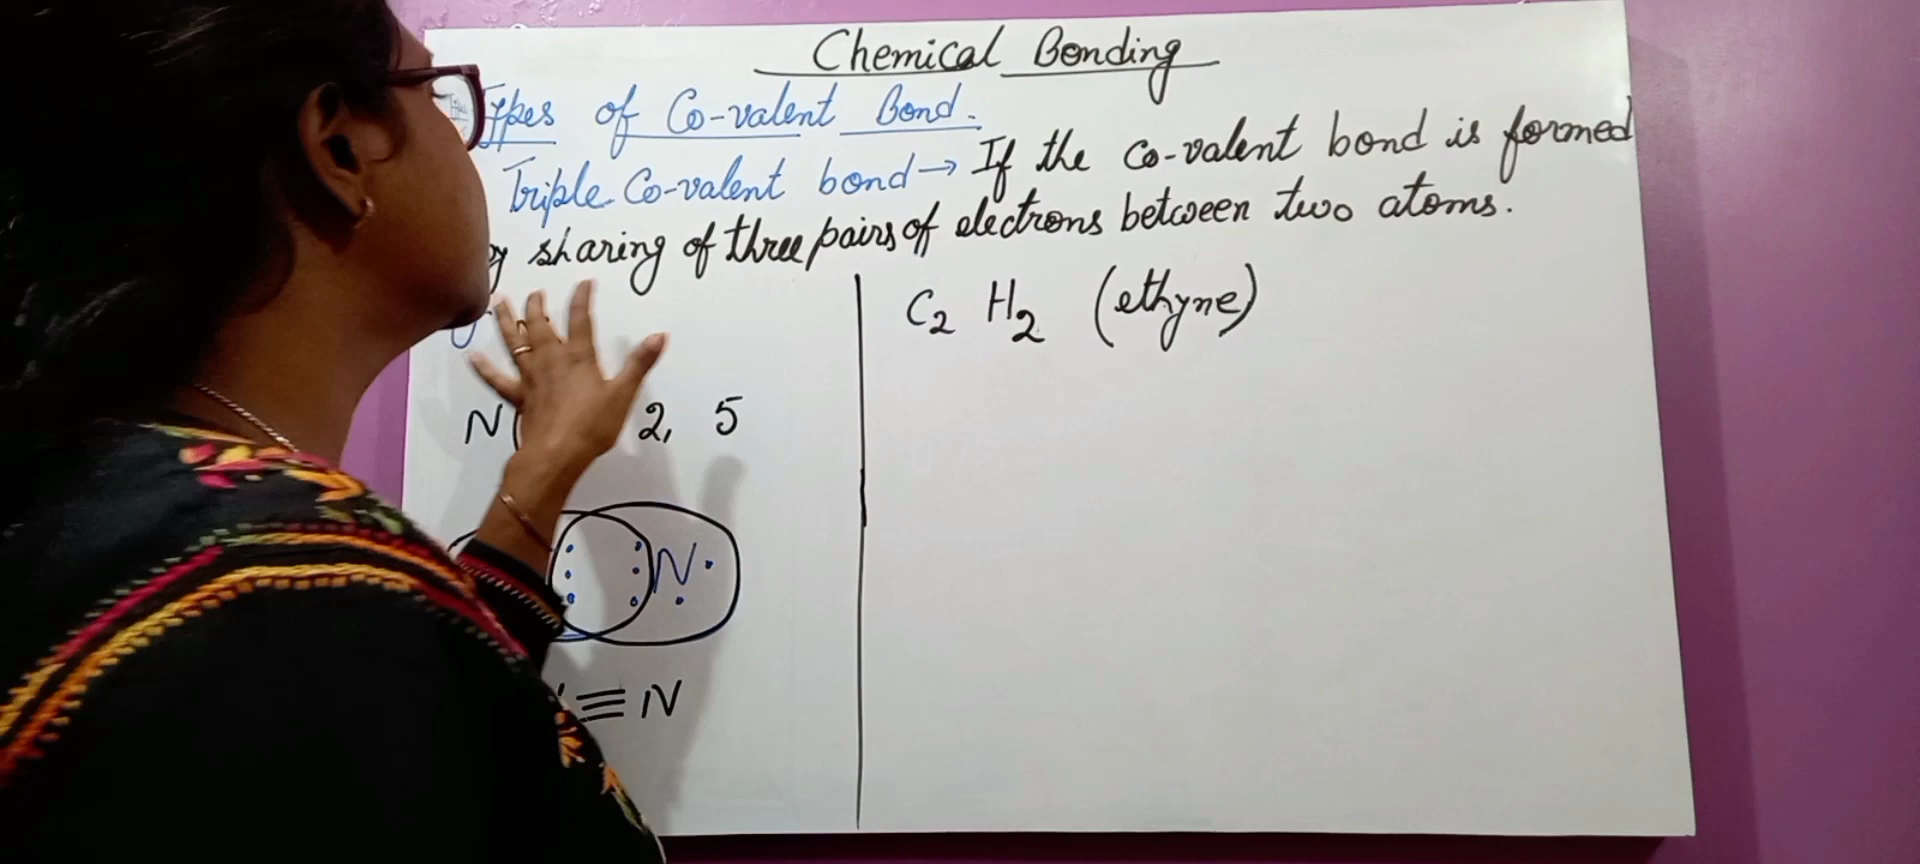 Chemical Bonding
Types of Co-valent Bond.
Triple Co-valent bond → If the Co-valent bond is formed
sharing of three pairs of electrons between two atoms.
C2 H2 (ethyne)
N 2, 5
N
≡ N